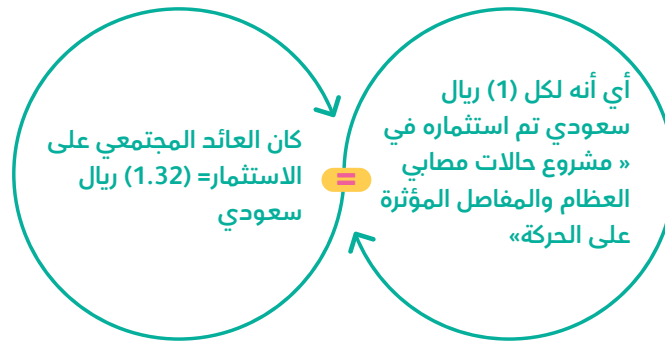 أي أنه لكل (1) ريال
سعودي تم استثماره في
« مشروع حالات مصابي
العظام والمفاصل المؤثرة
على الحركة»
=
كان العائد المجتمعي على
الاستثمار= (1.32) ريال
سعودي